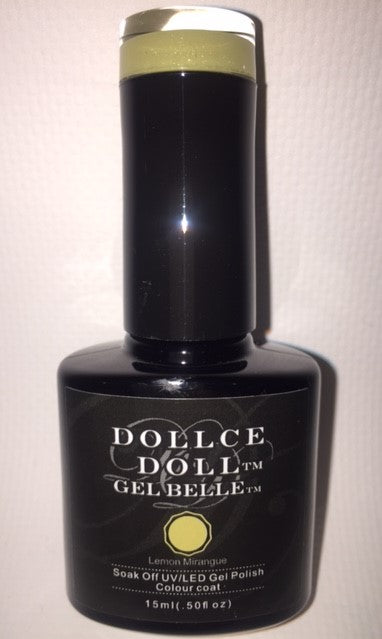 DOLLCE
DOLL™
GEL BELLE™
Lemon Mirangue
Soak Off UV/LED Gel Polish
Colour coat
15ml(.50fl oz)